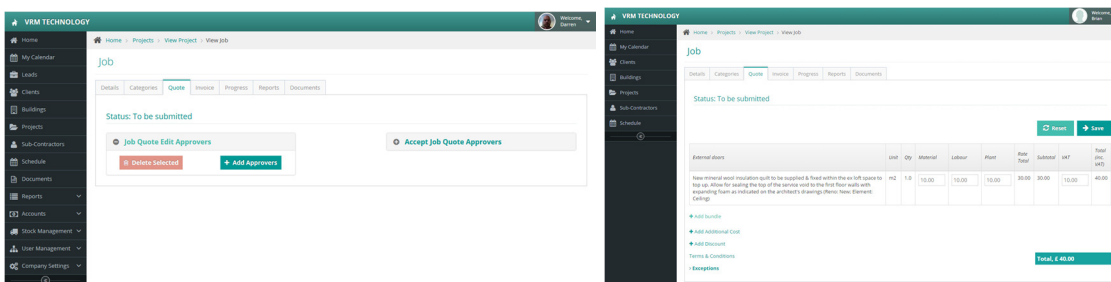 VRM TECHNOLOGY
Welcome,
Darren
Home
My Calendar
Leads
Clients
Buildings
Projects
Sub-Contractors
Schedule
Documents
Reports
Accounts
Stock Management
User Management
Company Settings
Home > Projects > View Project > View Job
Job
Details Categories Quote Invoice Progress Reports Documents
Status: To be submitted
Job Quote Edit Approvers
Delete Selected + Add Approvers
Accept Job Quote Approvers
VRM TECHNOLOGY
Welcome,
Brian
Home
My Calendar
Clients
Buildings
Projects
Sub-Contractors
Schedule
Home > Projects > View Project > View Job
Job
Details Categories Quote Invoice Progress Reports Documents
Status: To be submitted
Reset Save
External doors Unit Qty Material Labour Plant Rate Total Subtotal VAT Total (inc. VAT)
New mineral wool insulation quilt to be supplied & fixed within the ex loft space to m2 1.0 10.00 10.00 10.00 30.00 30.00 10.00 40.00
top up. Allow for sealing the top of the service void to the first floor walls with
expanding foam as indicated on the architect's drawings (Reno: New: Element:
Ceiling)
+ Add bundle
+ Add Additional Cost
+ Add Discount
Terms & Conditions
Total, £ 40.00
Exceptions